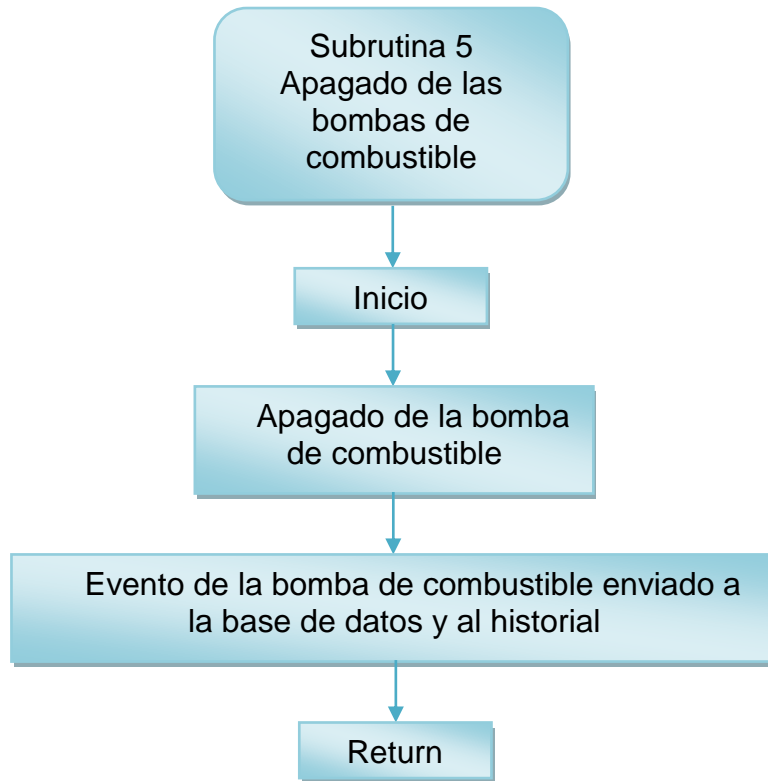 Subrutina 5
Apagado de las
bombas de
combustible
Inicio
Apagado de la bomba
de combustible
Evento de la bomba de combustible enviado a
la base de datos y al historial
Return